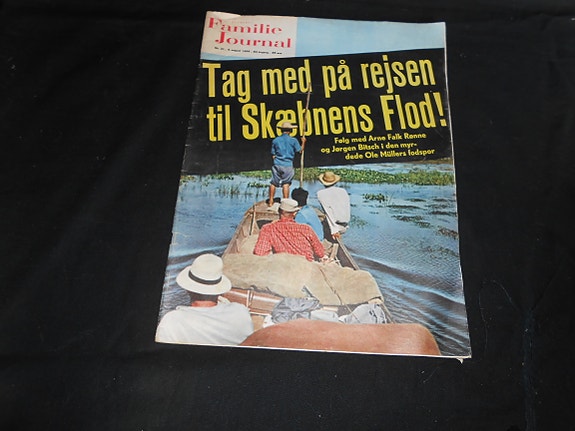 Familie
Journal
Tag med på rejsen
til Skæbnens Flod!
Følg med Arne Falk Rønne
og Jørgen Bitsch i den myr-
dede Ole Müllers fodspor